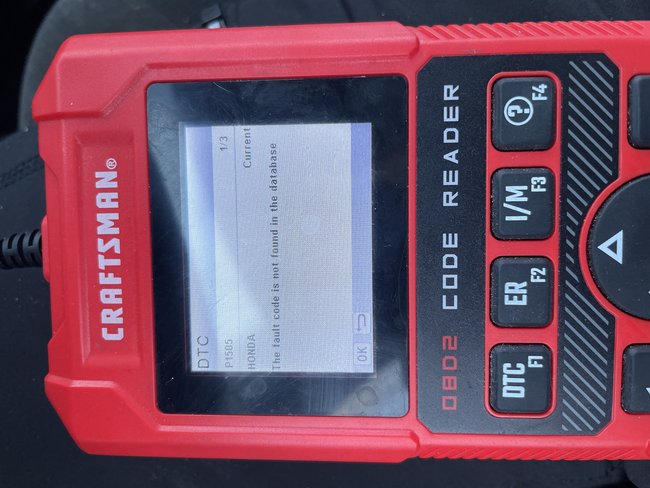 CRAFTSMAN®
DTC
P1505 1/3
HONDA Current
The fault code is not found in the database
OK
OBD2 CODE READER
DTC F1
ER F2
I/M F3
? F4